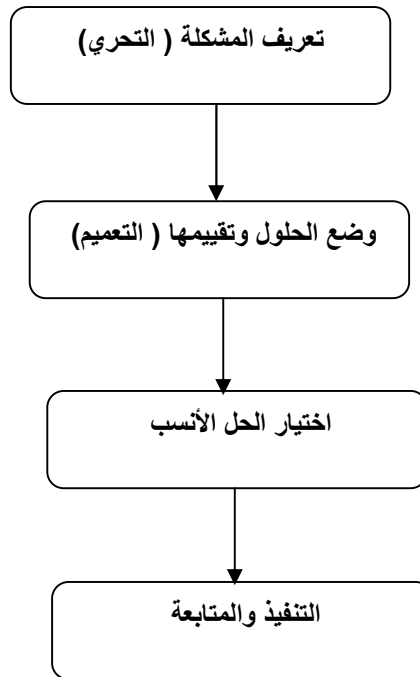 تعريف المشكلة ( التحري)
وضع الحلول وتقييمها ( التعميم)
اختيار الحل الأنسب
التنفيذ والمتابعة